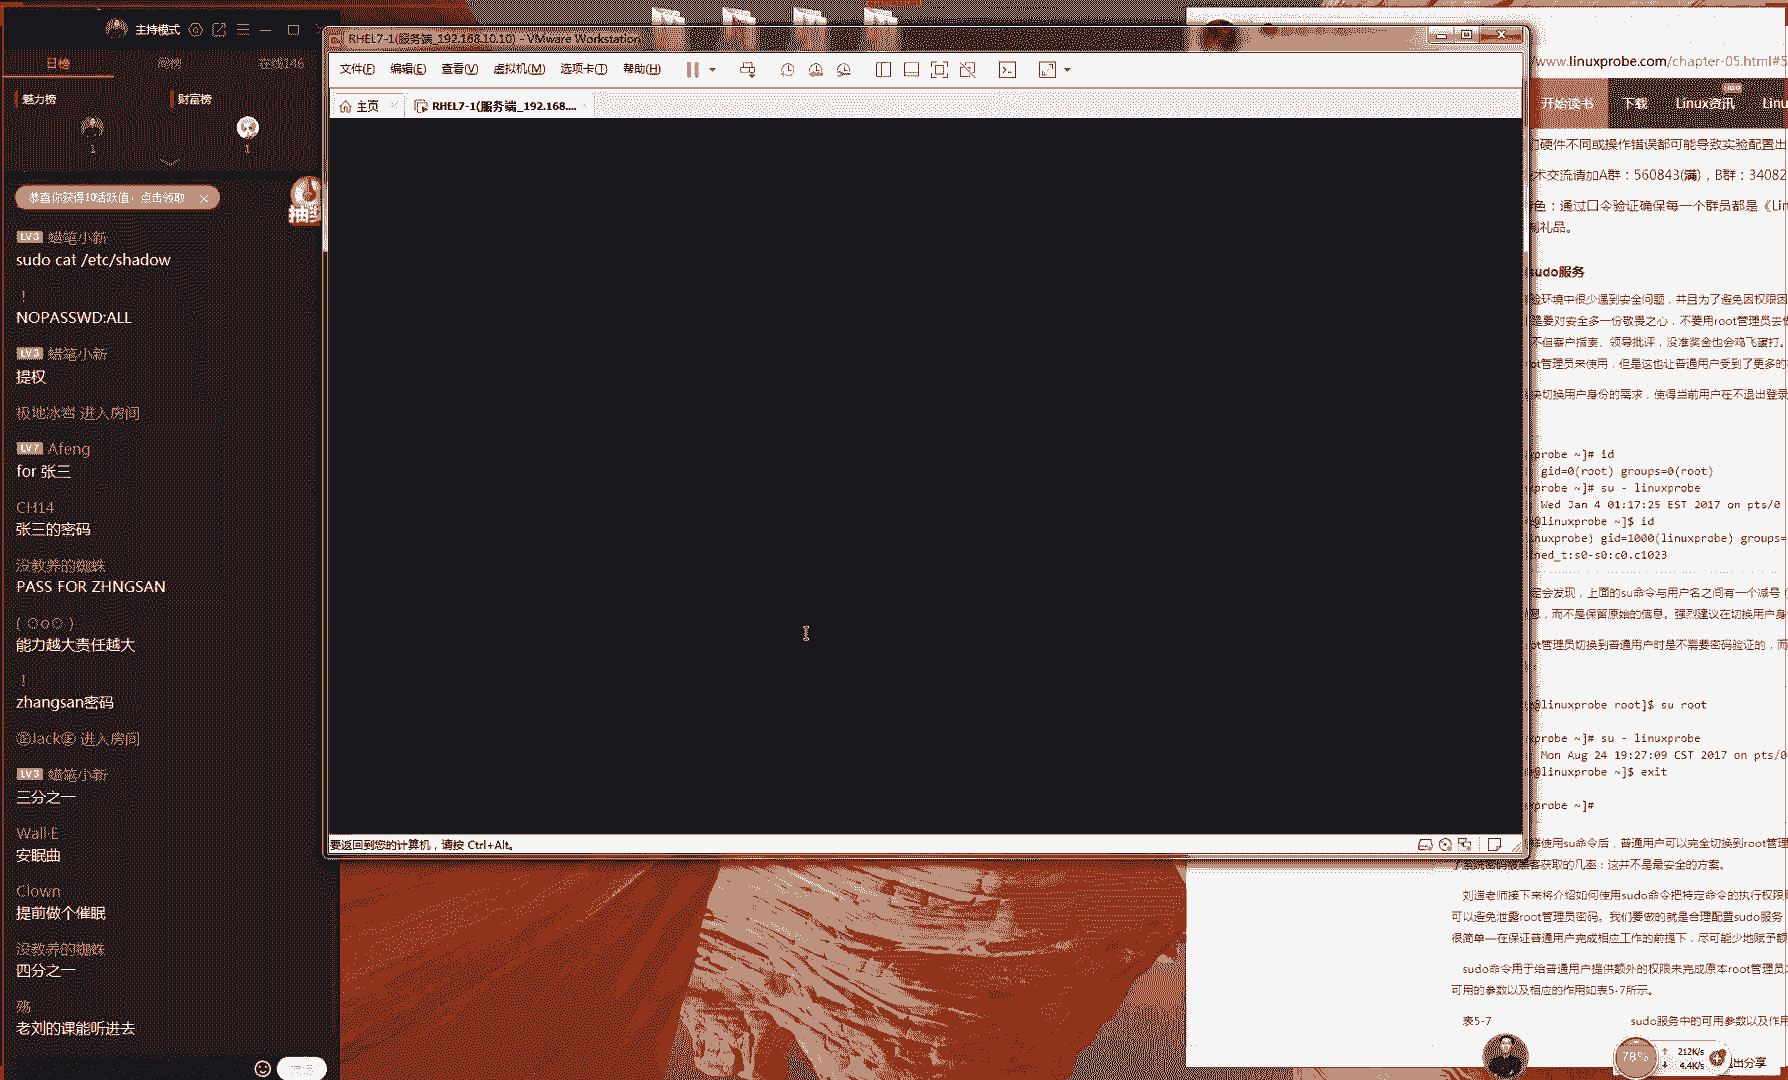 主持模式
日榜
周榜
在线146
魅力榜
财富榜
1
1
恭喜你获得10活跃值，点击领取
LV3 蜡笔小新
sudo cat /etc/shadow
！
NOPASSWD:ALL
LV3 蜡笔小新
提权
极地冰窖 进入房间
LV7 Afeng
for 张三
CH14
张三的密码
没教养的蜘蛛
PASS FOR ZHNGSAN
能力越大责任越大
！
zhangsan密码
Jack 进入房间
LV3 蜡笔小新
三分之一
Wall·E
安眠曲
Clown
提前做个催眠
没教养的蜘蛛
四分之一
殇
老刘的课能听进去
RHEL7-1(服务端_192.168.10.10) - VMware Workstation
文件(F) 编辑(E) 查看(V) 虚拟机(M) 选项卡(T) 帮助(H)
主页
RHEL7-1(服务端_192.168....
要返回到您的计算机，请按 Ctrl+Alt。
/www.linuxprobe.com/chapter-05.html#5
开始读书 下载 Linux资讯 Linu
硬件不同或操作错误都可能导致实验配置出
术交流请加A群：560843(满)，B群：34082
色：通过口令验证确保每一个群员都是《Lin
礼品。
sudo服务
验环境中很少遇到安全问题，并且为了避免因权限因
要对安全多一份敬畏之心，不要用root管理员去做
不但客户指责、领导批评，没准奖金也会鸡飞蛋打。
ot管理员来使用，但是这也让普通用户受到了更多的
切换用户身份的需求，使得当前用户在不退出登录
xprobe ~]# id
gid=0(root) groups=0(root)
xprobe ~]# su - linuxprobe
: Wed Jan 4 01:17:25 EST 2017 on pts/0
@linuxprobe ~]$ id
nuxprobe) gid=1000(linuxprobe) groups=
ned_t:s0-s0:c0.c1023
定会发现，上面的su命令与用户名之间有一个减号（
息，而不是保留原始的信息。强烈建议在切换用户身
ot管理员切换到普通用户时是不需要密码验证的，而
@linuxprobe root]$ su root
xprobe ~]# su - linuxprobe
: Mon Aug 24 19:27:09 CST 2017 on pts/0
@linuxprobe ~]$ exit
xprobe ~]#
使用su命令后，普通用户可以完全切换到root管理
了系统密码被黑客获取的几率；这并不是最安全的方案。
刘遄老师接下来将介绍如何使用sudo命令把特定命令的执行权限
可以避免泄露root管理员密码。我们要做的就是合理配置sudo服务
很简单—在保证普通用户完成相应工作的前提下，尽可能少地赋予额
sudo命令用于给普通用户提供额外的权限来完成原本root管理员
可用的参数以及相应的作用如表5-7所示。
表5-7 sudo服务中的可用参数以及作用
78%
212K/s
4.4K/s
出分享